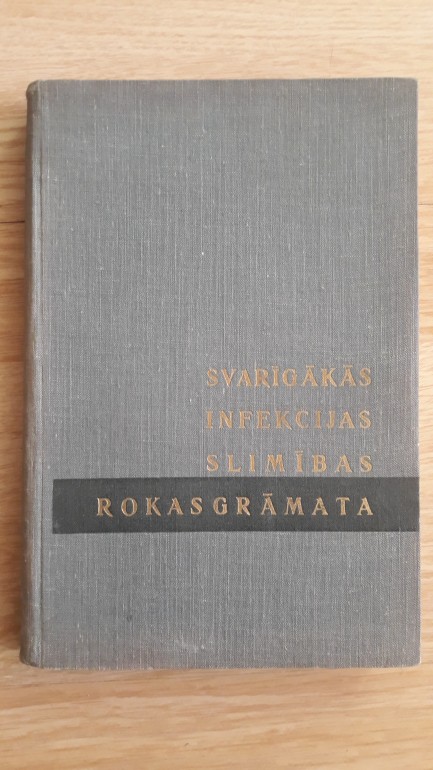 SVARĪGĀKĀS
INFEKCIJAS
SLIMĪBAS
ROKASGRĀMATA